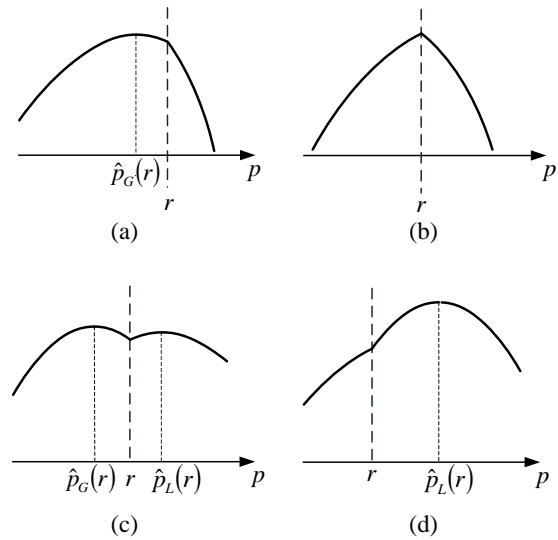 p̂_G(r) p
r
(a)
p
r
(b)
p̂_G(r) r p̂_L(r) p
(c)
r p̂_L(r) p
(d)